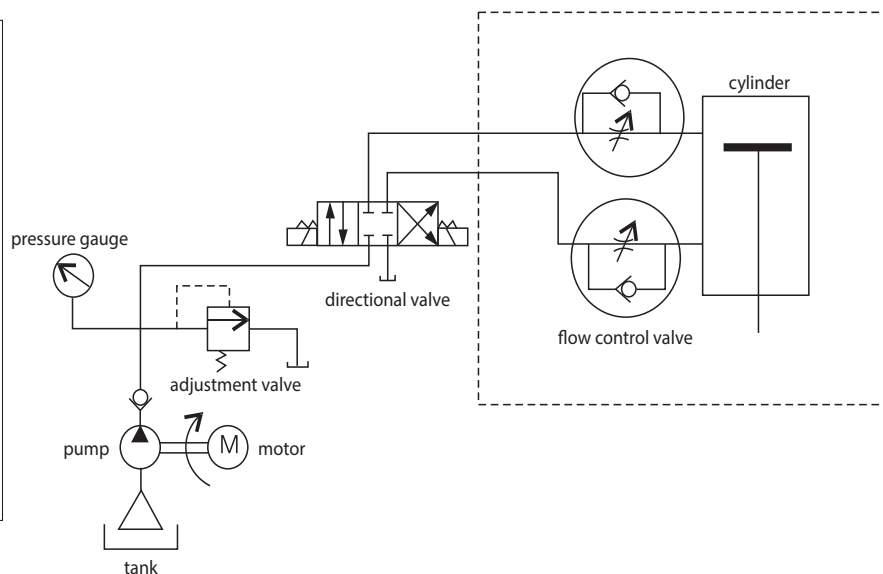 cylinder
pressure gauge
directional valve
flow control valve
adjustment valve
pump
M
motor
tank